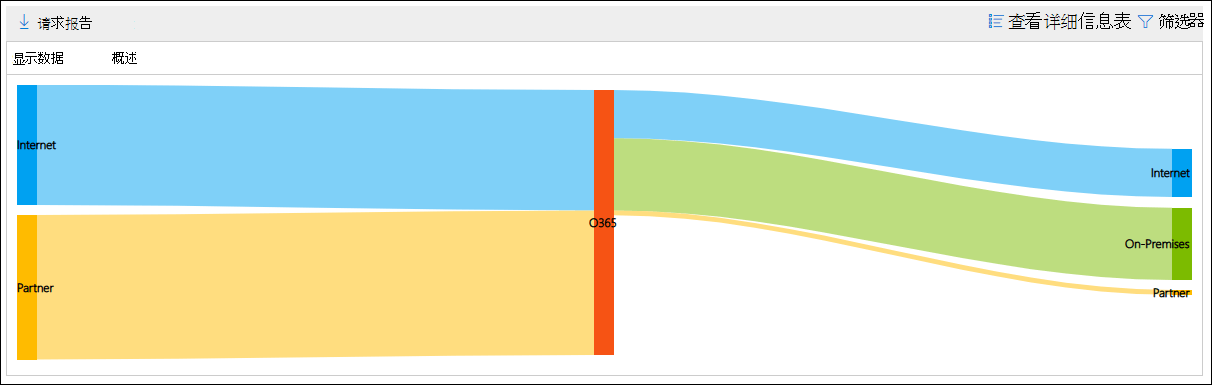 请求报告
查看详细信息表
筛选器
显示数据
概述
Internet
Partner
O365
Internet
On-Premises
Partner